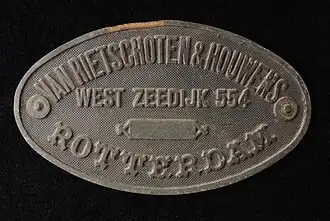 VAN RIETSCHOTEN & HOUWENS
WEST ZEEDIJK 554
ROTTERDAM